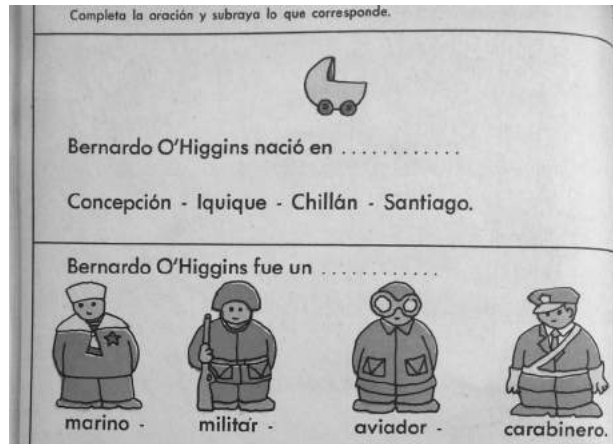 Completa la oración y subraya lo que corresponde.
Bernardo O'Higgins nació en ............
Concepción - Iquique - Chillán - Santiago.
Bernardo O'Higgins fue un ............
marino - militar - aviador - carabinero.